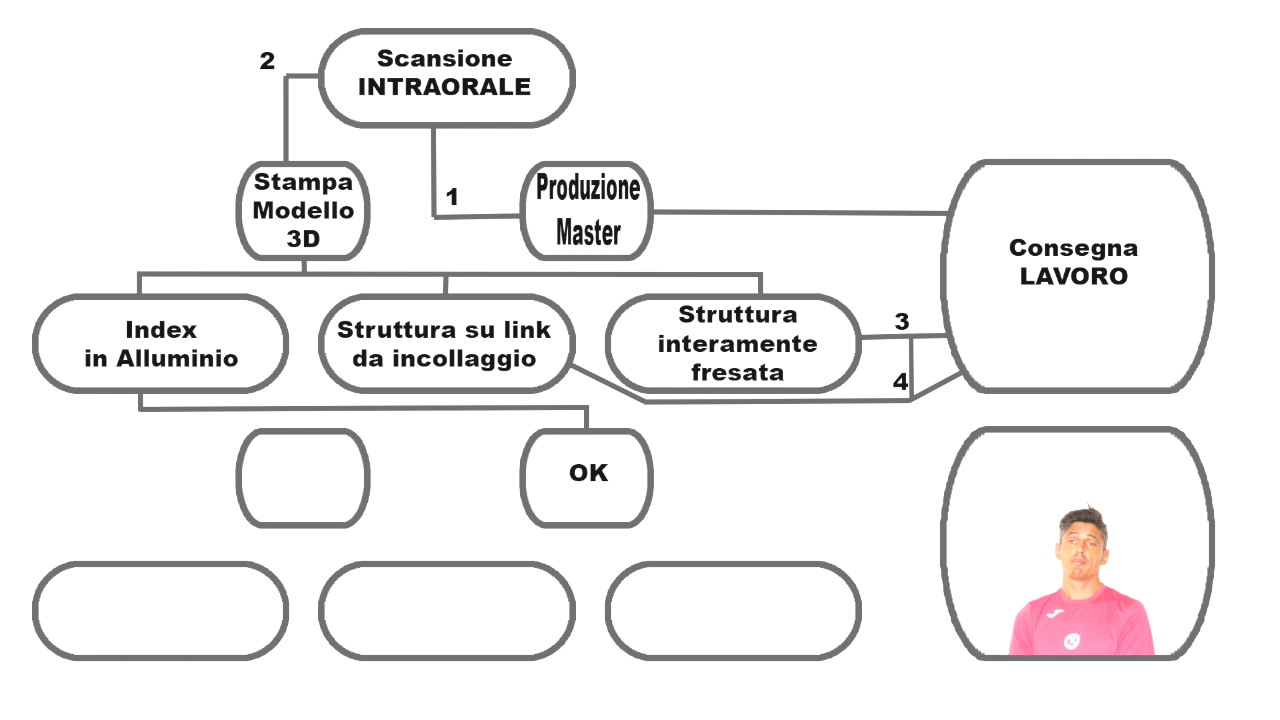 2
Scansione
INTRAORALE
Stampa
Modello
3D
1
Produzione
Master
Consegna
LAVORO
Index
in Alluminio
Struttura su link
da incollaggio
Struttura
interamente
fresata
3
4
OK